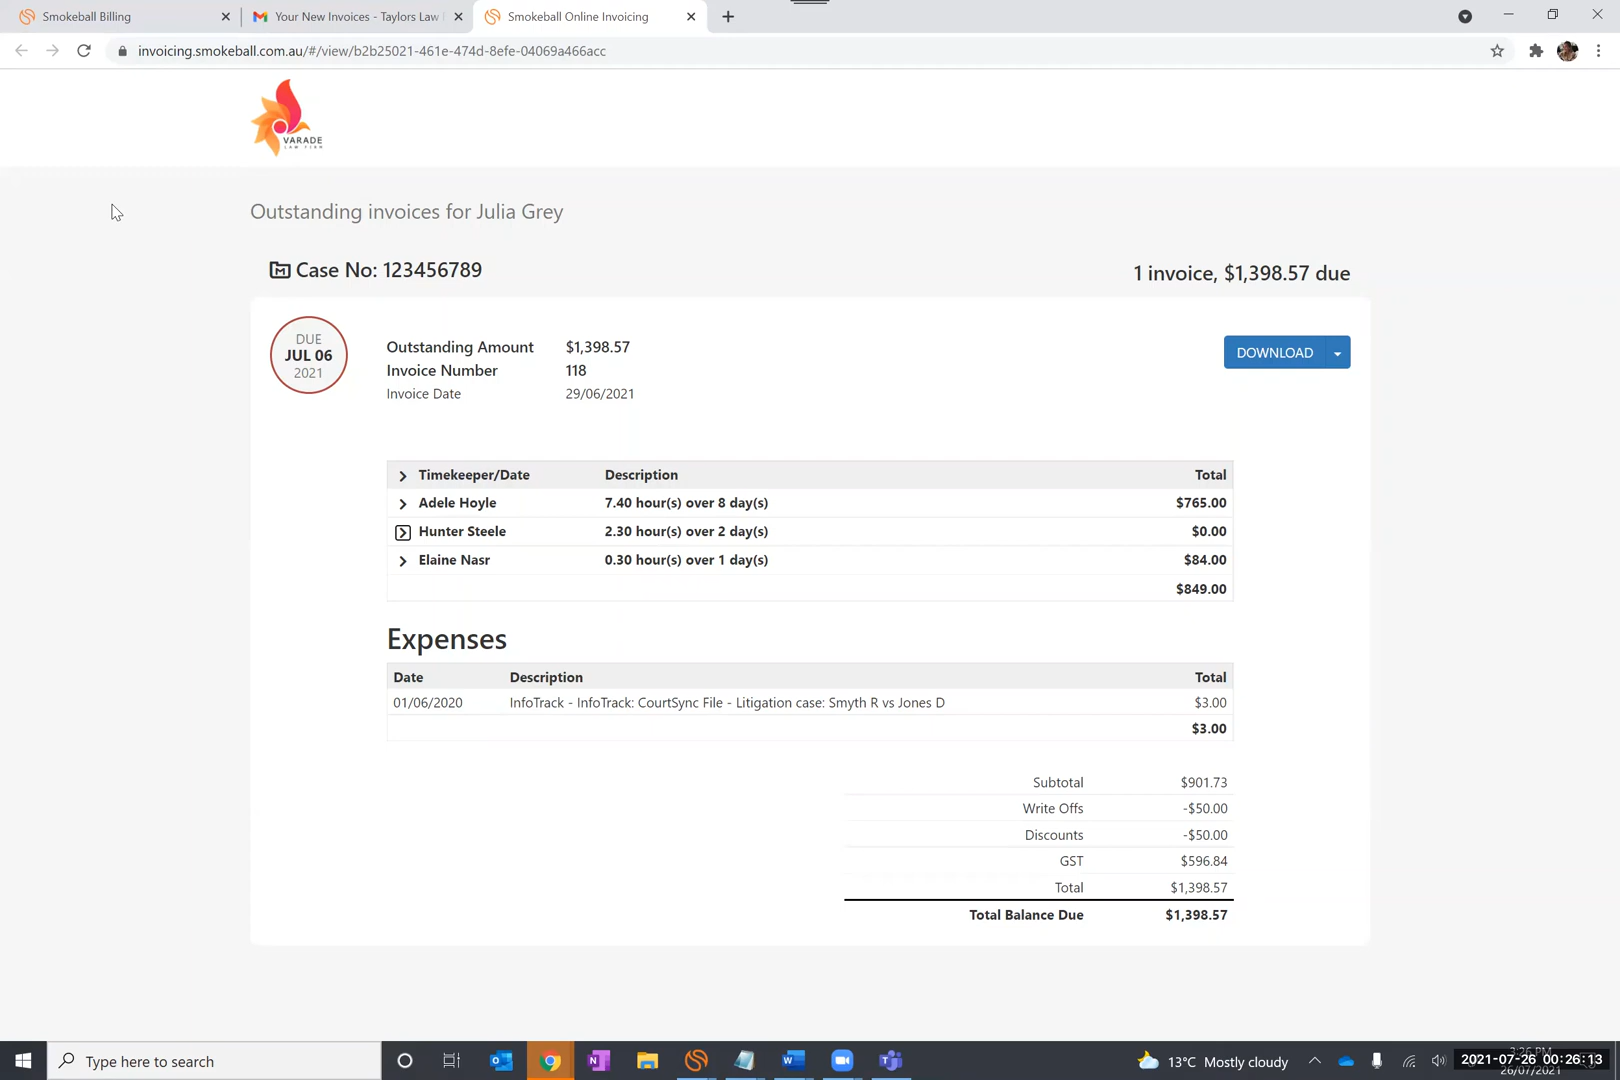 Smokeball Billing
Your New Invoices - Taylors Law
Smokeball Online Invoicing
invoicing.smokeball.com.au/#/view/b2b25021-461e-474d-8efe-04069a466acc
VARADE
LAW FIRM
Outstanding invoices for Julia Grey
Case No: 123456789
1 invoice, $1,398.57 due
DUE
JUL 06
2021
Outstanding Amount $1,398.57
Invoice Number 118
Invoice Date 29/06/2021
DOWNLOAD
Timekeeper/Date Description Total
Adele Hoyle 7.40 hour(s) over 8 day(s) $765.00
Hunter Steele 2.30 hour(s) over 2 day(s) $0.00
Elaine Nasr 0.30 hour(s) over 1 day(s) $84.00
$849.00
Expenses
Date Description Total
01/06/2020 InfoTrack - InfoTrack: CourtSync File - Litigation case: Smyth R vs Jones D $3.00
$3.00
Subtotal $901.73
Write Offs -$50.00
Discounts -$50.00
GST $596.84
Total $1,398.57
Total Balance Due $1,398.57
Type here to search
13°C Mostly cloudy
2021-07-26 00:26:13
26/07/2021